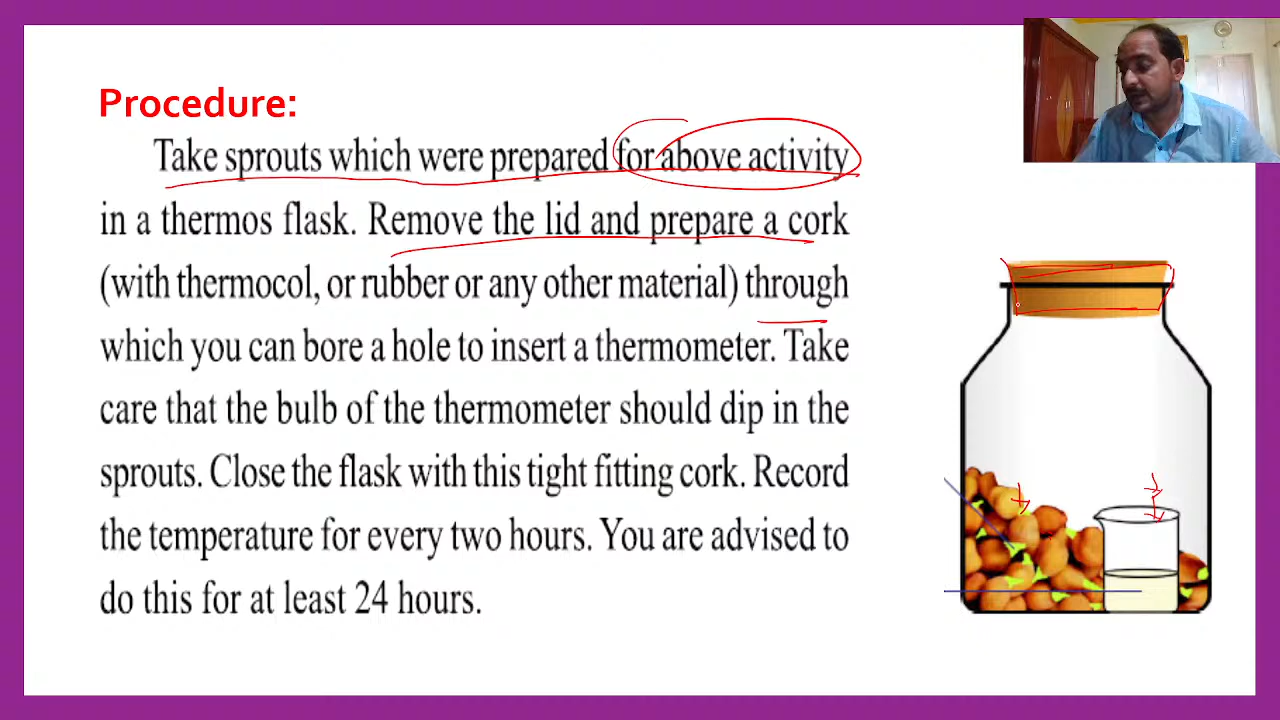 Procedure:
Take sprouts which were prepared for above activity
in a thermos flask. Remove the lid and prepare a cork
(with thermocol, or rubber or any other material) through
which you can bore a hole to insert a thermometer. Take
care that the bulb of the thermometer should dip in the
sprouts. Close the flask with this tight fitting cork. Record
the temperature for every two hours. You are advised to
do this for at least 24 hours.